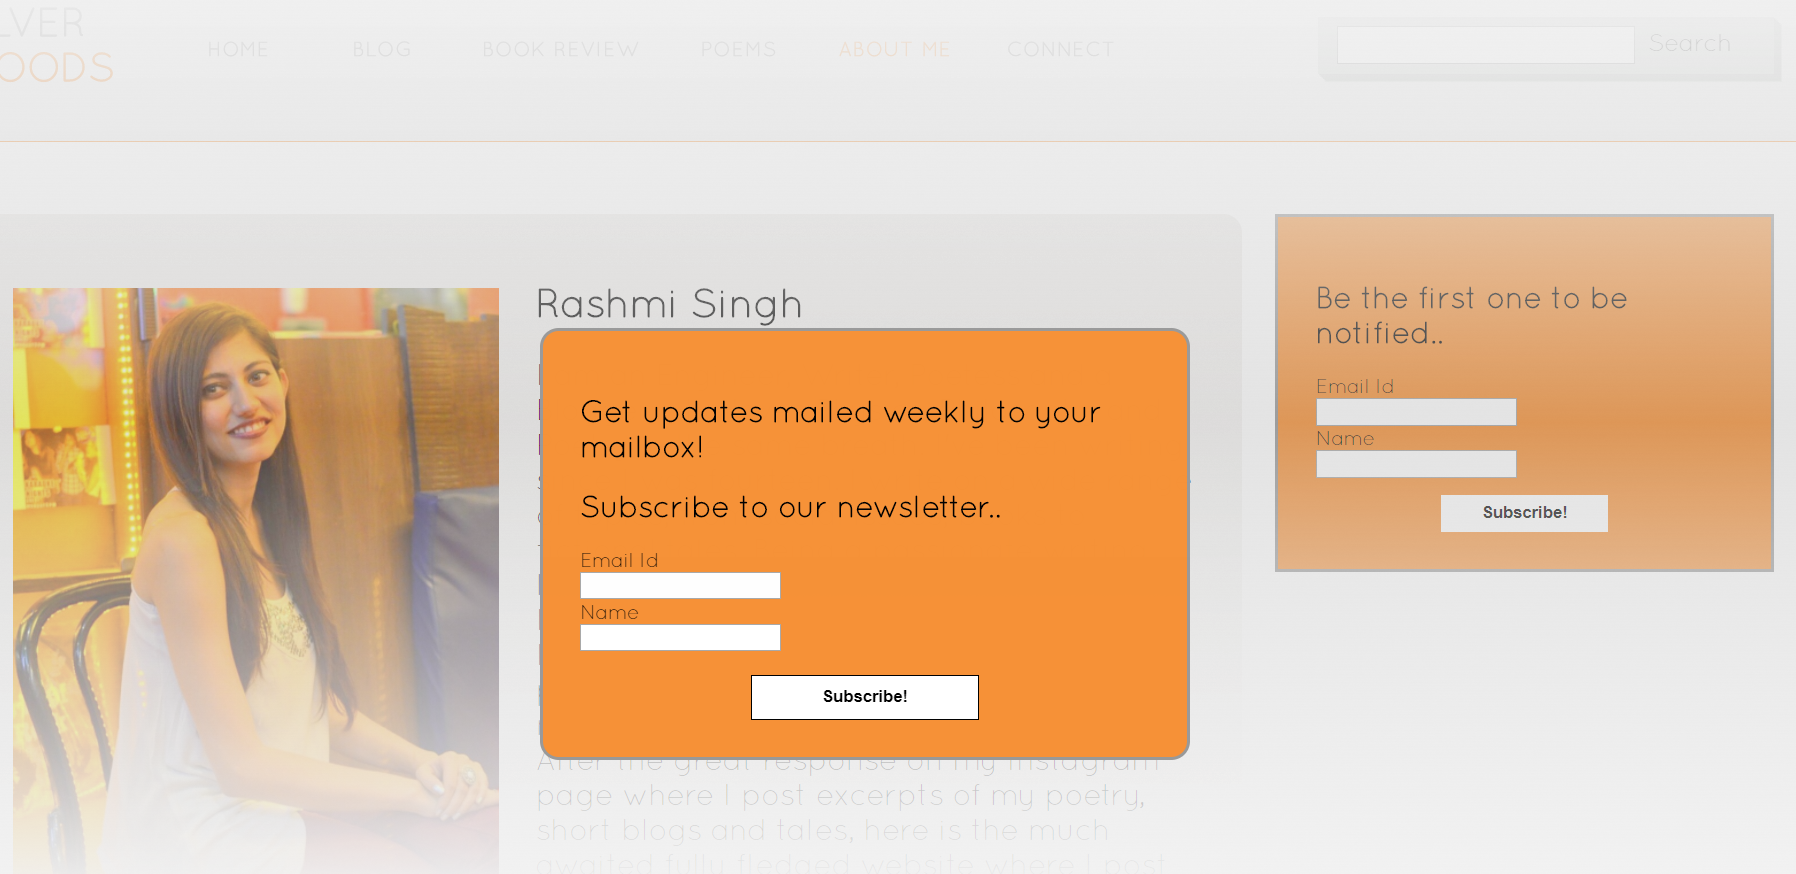 LVER
OODS
HOME BLOG BOOK REVIEW POEMS ABOUT ME CONNECT
Search
Rashmi Singh
Get updates mailed weekly to your
mailbox!
Subscribe to our newsletter..
Email Id
Name
Subscribe!
After the great response on my instagram
page where I post excerpts of my poetry,
short blogs and tales, here is the much
awaited fully fledged website where I post
Be the first one to be
notified..
Email Id
Name
Subscribe!